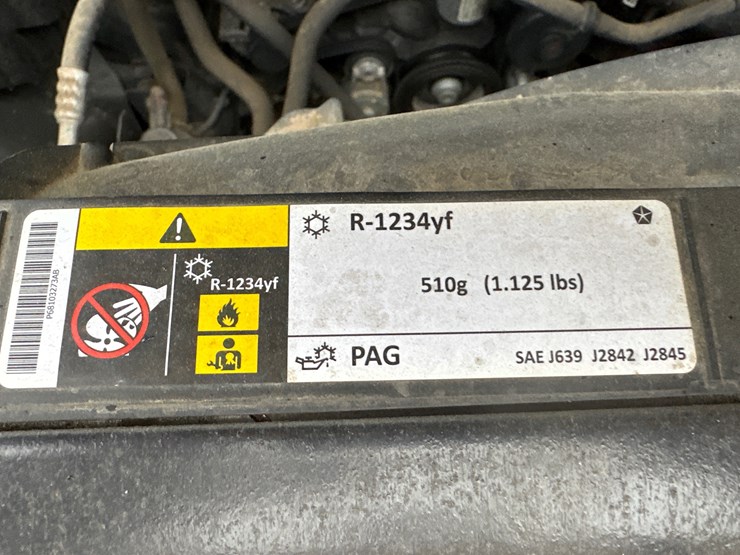 P68103273AB
R-1234yf
R-1234yf
510g (1.125 lbs)
PAG
SAE J639 J2842 J2845